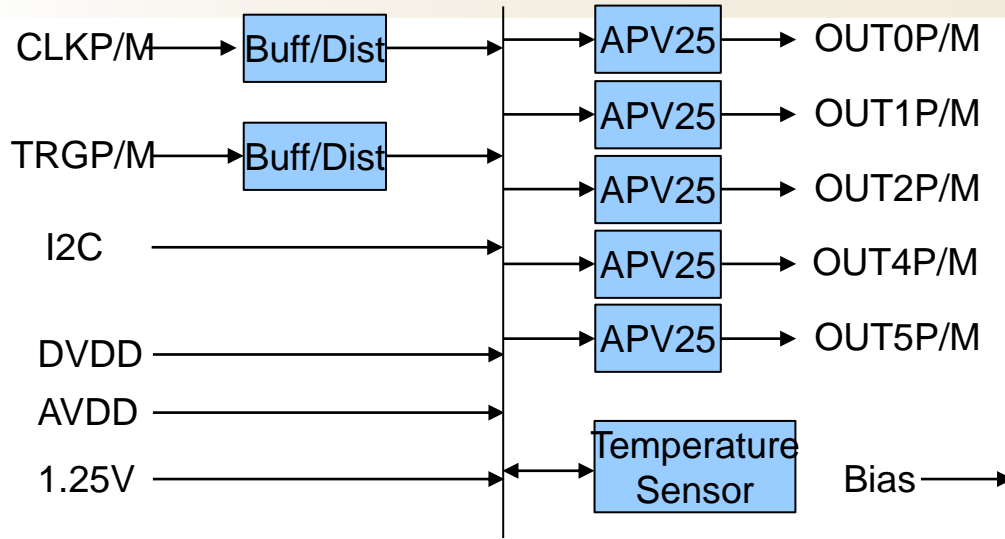 CLKP/M
Buff/Dist
APV25
OUT0P/M
APV25
OUT1P/M
TRGP/M
Buff/Dist
APV25
OUT2P/M
I2C
APV25
OUT4P/M
DVDD
APV25
OUT5P/M
AVDD
1.25V
Temperature
Sensor
Bias